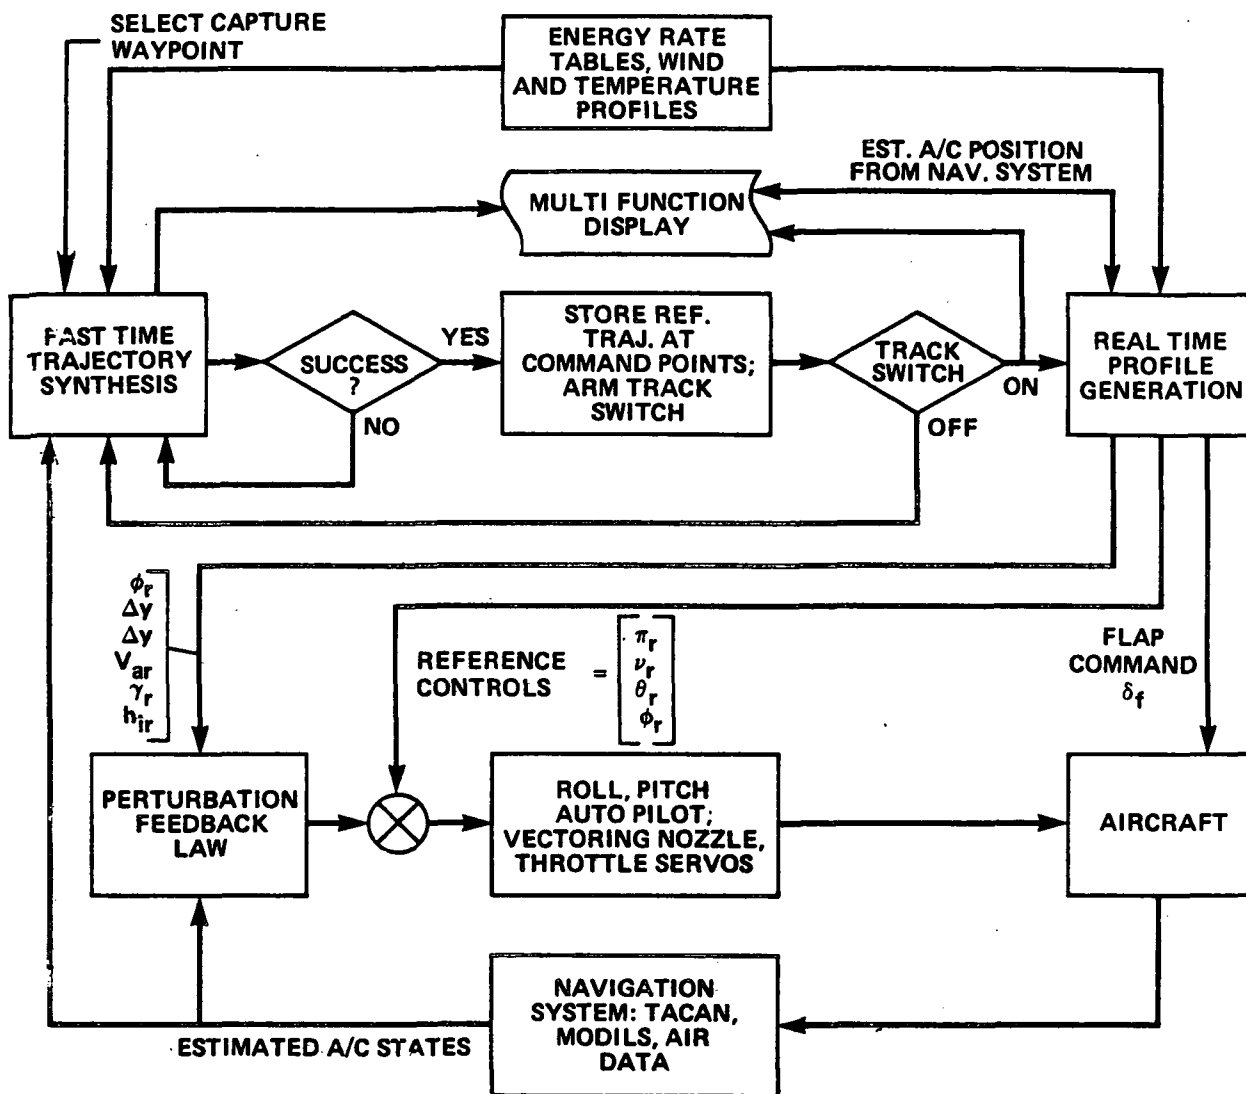 SELECT CAPTURE
WAYPOINT
ENERGY RATE
TABLES, WIND
AND TEMPERATURE
PROFILES
EST. A/C POSITION
FROM NAV. SYSTEM
MULTI FUNCTION
DISPLAY
FAST TIME
TRAJECTORY
SYNTHESIS
SUCCESS
?
YES
NO
STORE REF.
TRAJ. AT
COMMAND POINTS;
ARM TRACK
SWITCH
TRACK
SWITCH
ON
OFF
REAL TIME
PROFILE
GENERATION
ϕr
Δy
Δy
Var
γr
hir
REFERENCE
CONTROLS
=
πr
νr
θr
ϕr
FLAP
COMMAND
δf
PERTURBATION
FEEDBACK
LAW
ROLL, PITCH
AUTO PILOT;
VECTORING NOZZLE,
THROTTLE SERVOS
AIRCRAFT
NAVIGATION
SYSTEM: TACAN,
MODILS, AIR
DATA
ESTIMATED A/C STATES